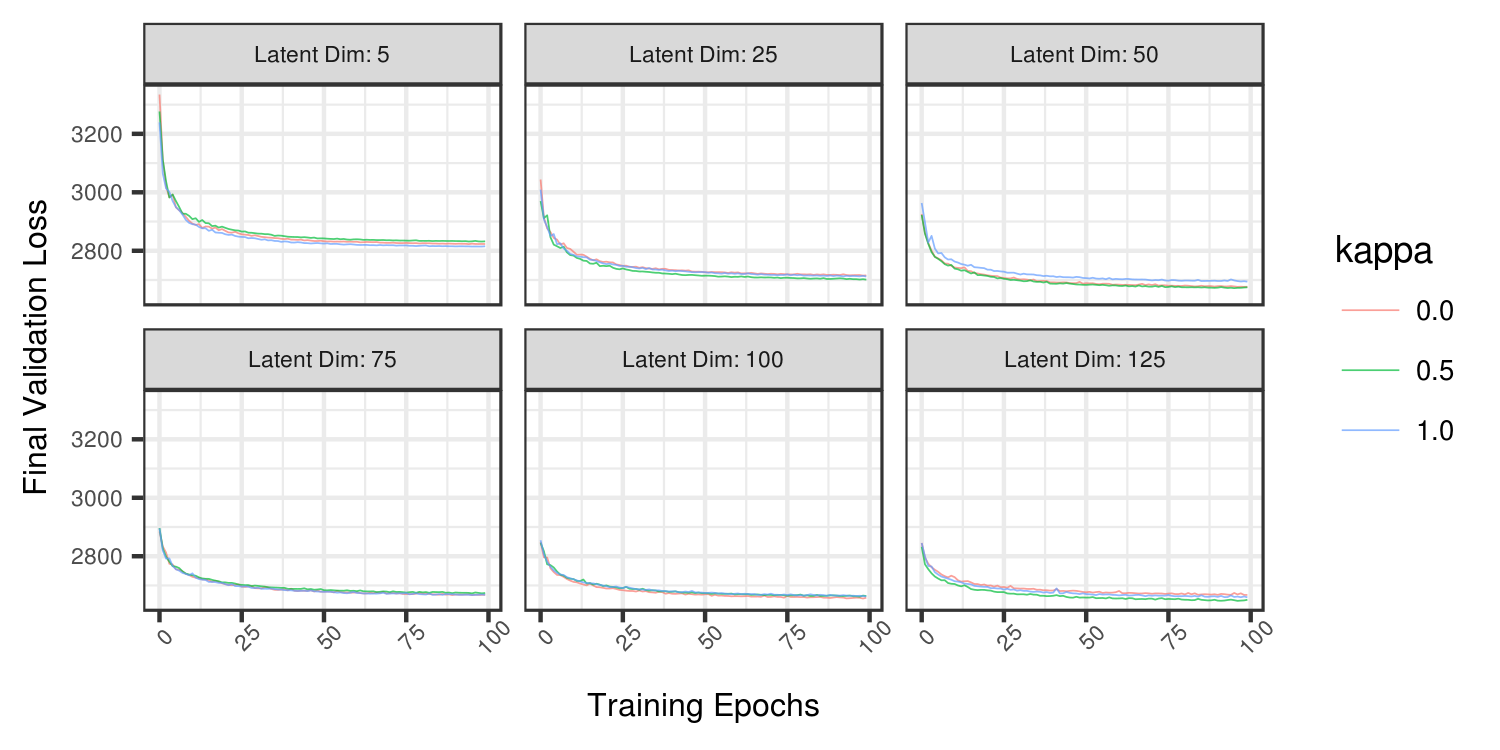 Latent Dim: 5
Latent Dim: 25
Latent Dim: 50
3200
3000
2800
Latent Dim: 75
Latent Dim: 100
Latent Dim: 125
3200
3000
2800
0 25 50 75 100
0 25 50 75 100
0 25 50 75 100
Training Epochs
Final Validation Loss
kappa
0.0
0.5
1.0